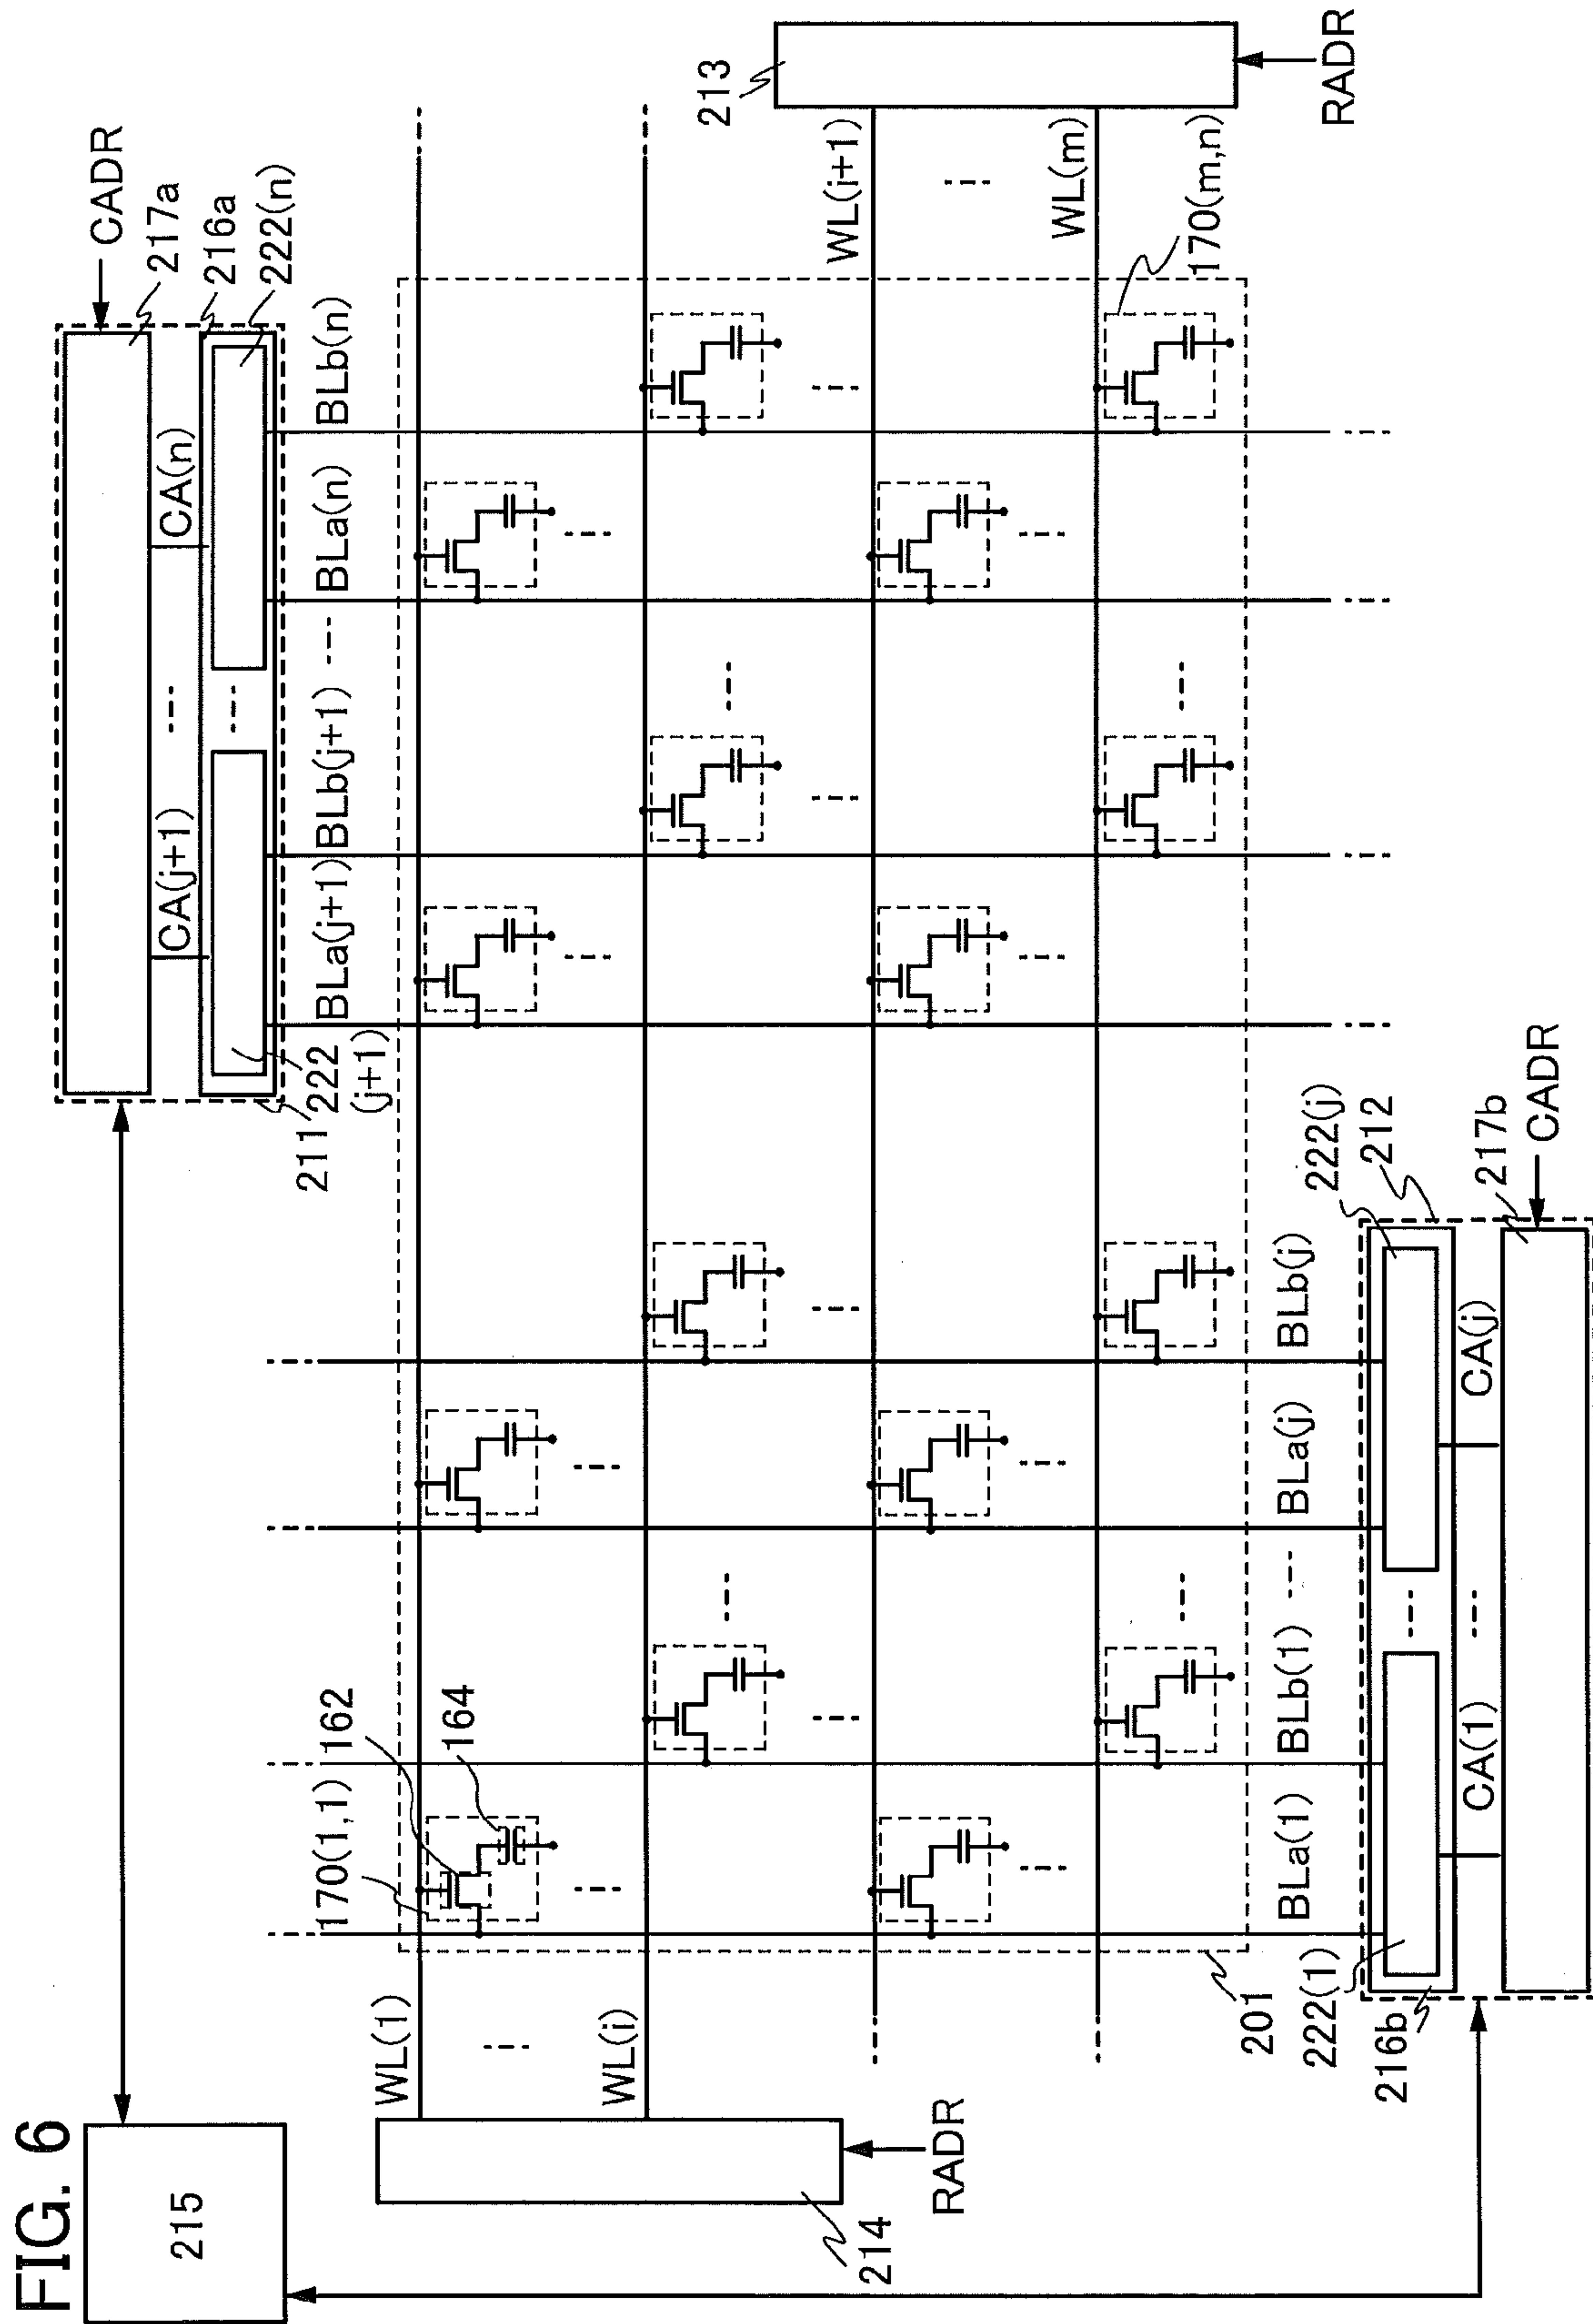 FIG. 6
215
CADR
217a
216a
222(n)
CA(j+1)
CA(n)
211
222
(j+1)
BLa(j+1)
BLb(j+1)
BLa(n)
BLb(n)
170(1,1)
162
164
WL(1)
WL(i)
214
RADR
213
WL(i+1)
WL(m)
RADR
170(m,n)
201
BLa(1)
BLb(1)
BLa(j)
BLb(j)
222(1)
216b
222(j)
212
217b
CA(1)
CA(j)
CADR